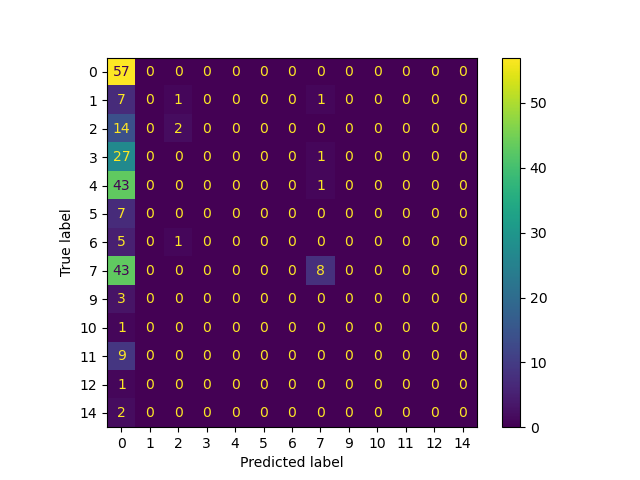 0 57 0 0 0 0 0 0 0 0 0 0 0 0
1 7 0 1 0 0 0 0 1 0 0 0 0 0
2 14 0 2 0 0 0 0 0 0 0 0 0 0
3 27 0 0 0 0 0 0 1 0 0 0 0 0
4 43 0 0 0 0 0 0 1 0 0 0 0 0
5 7 0 0 0 0 0 0 0 0 0 0 0 0
6 5 0 1 0 0 0 0 0 0 0 0 0 0
7 43 0 0 0 0 0 0 8 0 0 0 0 0
9 3 0 0 0 0 0 0 0 0 0 0 0 0
10 1 0 0 0 0 0 0 0 0 0 0 0 0
11 9 0 0 0 0 0 0 0 0 0 0 0 0
12 1 0 0 0 0 0 0 0 0 0 0 0 0
14 2 0 0 0 0 0 0 0 0 0 0 0 0
0 1 2 3 4 5 6 7 9 10 11 12 14
Predicted label
True label
50
40
30
20
10
0